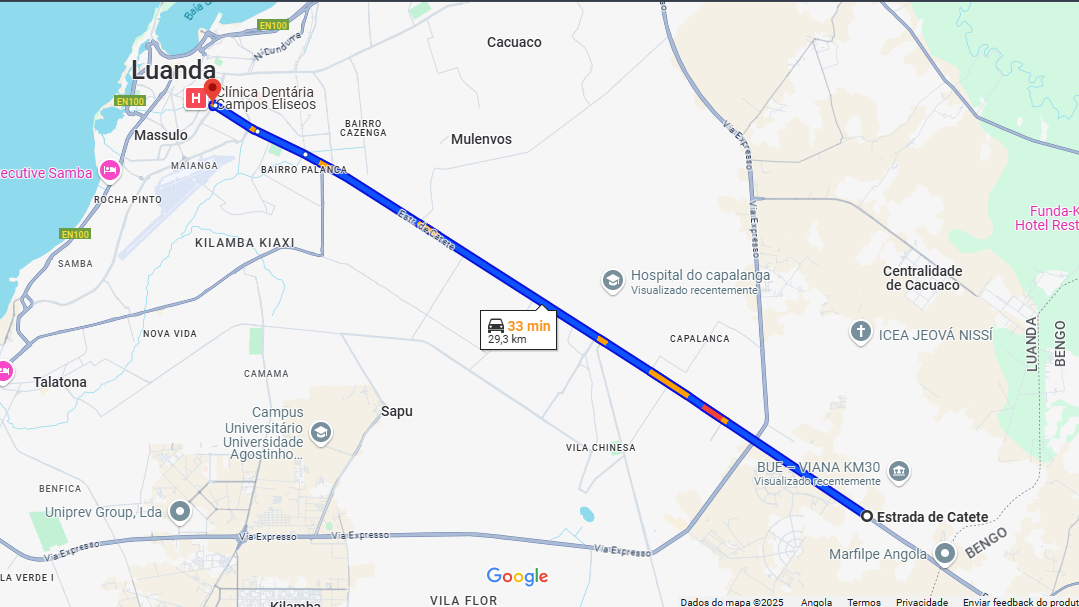 Baía d
EN100
N'Gundurra
Cacuaco
Luanda
H
Clínica Dentária
Campos Eliseos
EN100
BAIRRO
CAZENGA
Via Expresso
Massulo
Mulenvos
MAIANGA
BAIRRO PALANCA
ecutive Samba
ROCHA PINTO
Via Expresso
Funda-K
Hotel Rest
Estr. de Catete
EN100
KILAMBA KIAXI
SAMBA
Hospital do capalanga
Visualizado recentemente
Centralidade
de Cacuaco
33 min
29,3 km
NOVA VIDA
CAPALANCA
ICEA JEOVÁ NISSÍ
LUANDA
BENGO
CAMAMA
Talatona
Sapu
Campus
Universitário
Universidade
Agostinho...
VILA CHINESA
BUE – VIANA KM30
Visualizado recentemente
BENFICA
Uniprev Group, Lda
Estrada de Catete
Via Expresso
Via Expresso
Via Expresso
Via Expresso
Marfilpe Angola
BENGO
LA VERDE I
Google
Kilamba
VILA FLOR
Dados do mapa ©2025
Angola
Termos
Privacidade
Enviar feedback do produt